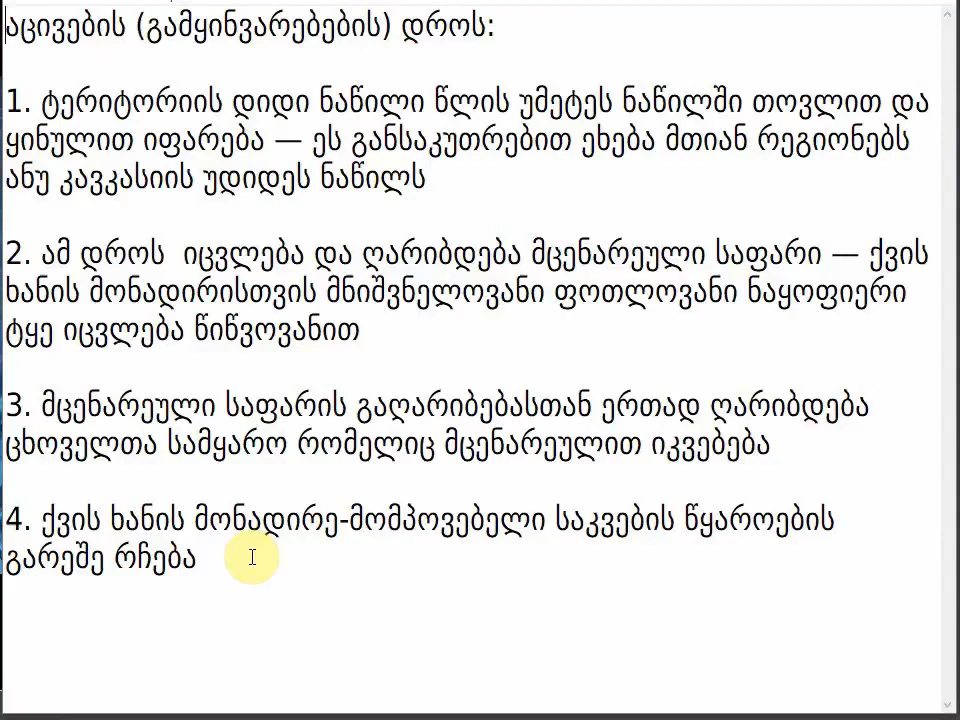 აცივების (გამყინვარებების) დროს:
1. ტერიტორიის დიდი ნაწილი წლის უმეტეს ნაწილში თოვლით და
ყინულით იფარება — ეს განსაკუთრებით ეხება მთიან რეგიონებს
ანუ კავკასიის უდიდეს ნაწილს
2. ამ დროს  იცვლება და ღარიბდება მცენარეული საფარი — ქვის
ხანის მონადირისთვის მნიშვნელოვანი ფოთლოვანი ნაყოფიერი
ტყე იცვლება წიწვოვანით
3. მცენარეული საფარის გაღარიბებასთან ერთად ღარიბდება
ცხოველთა სამყარო რომელიც მცენარეულით იკვებება
4. ქვის ხანის მონადირე-მომპოვებელი საკვების წყაროების
გარეშე რჩება